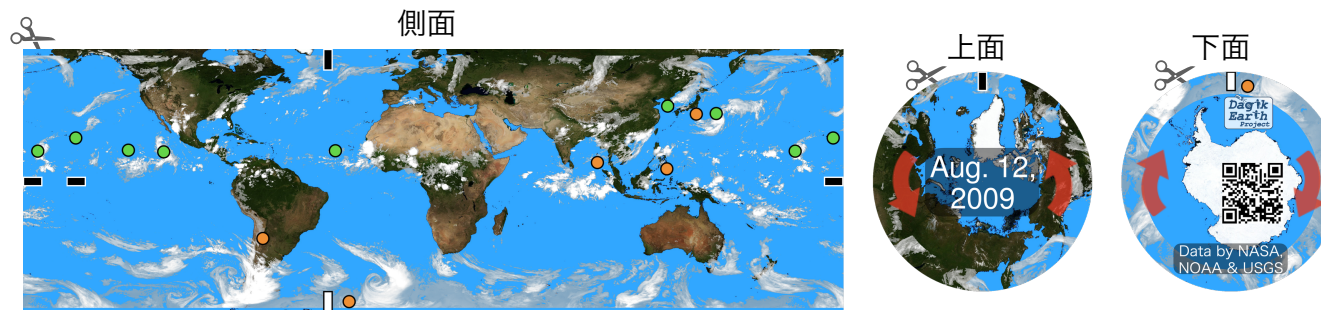 側面
上面
下面
Aug. 12,
2009
Dagik
Earth
Project
Data by NASA,
NOAA & USGS